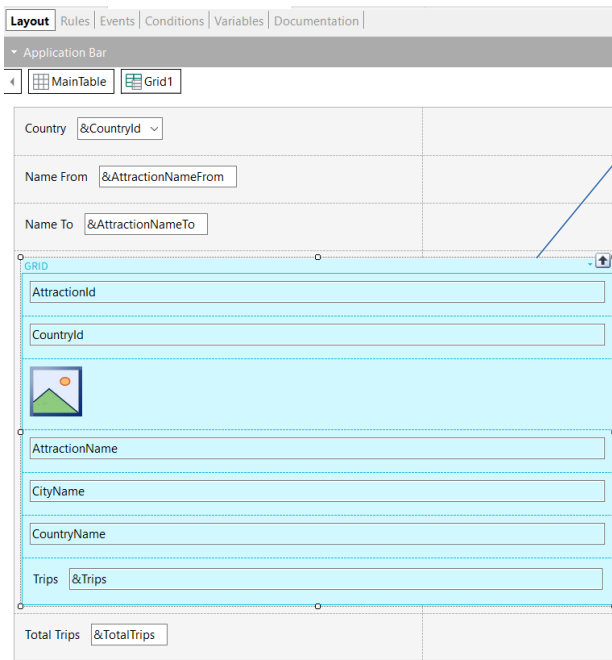 Layout Rules Events Conditions Variables Documentation
Application Bar
MainTable Grid1
Country &CountryId
Name From &AttractionNameFrom
Name To &AttractionNameTo
GRID
AttractionId
CountryId
AttractionName
CityName
CountryName
Trips &Trips
Total Trips &TotalTrips